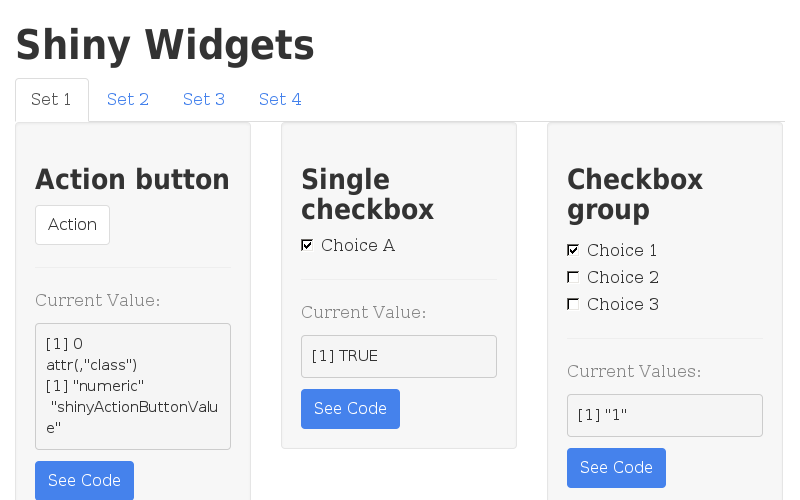 Shiny Widgets
Set 1 Set 2 Set 3 Set 4
Action button
Action
Current Value:
[1] 0
attr(,"class")
[1] "numeric"
"shinyActionButtonValu
e"
See Code
Single
checkbox
Choice A
Current Value:
[1] TRUE
See Code
Checkbox
group
Choice 1
Choice 2
Choice 3
Current Values:
[1] "1"
See Code